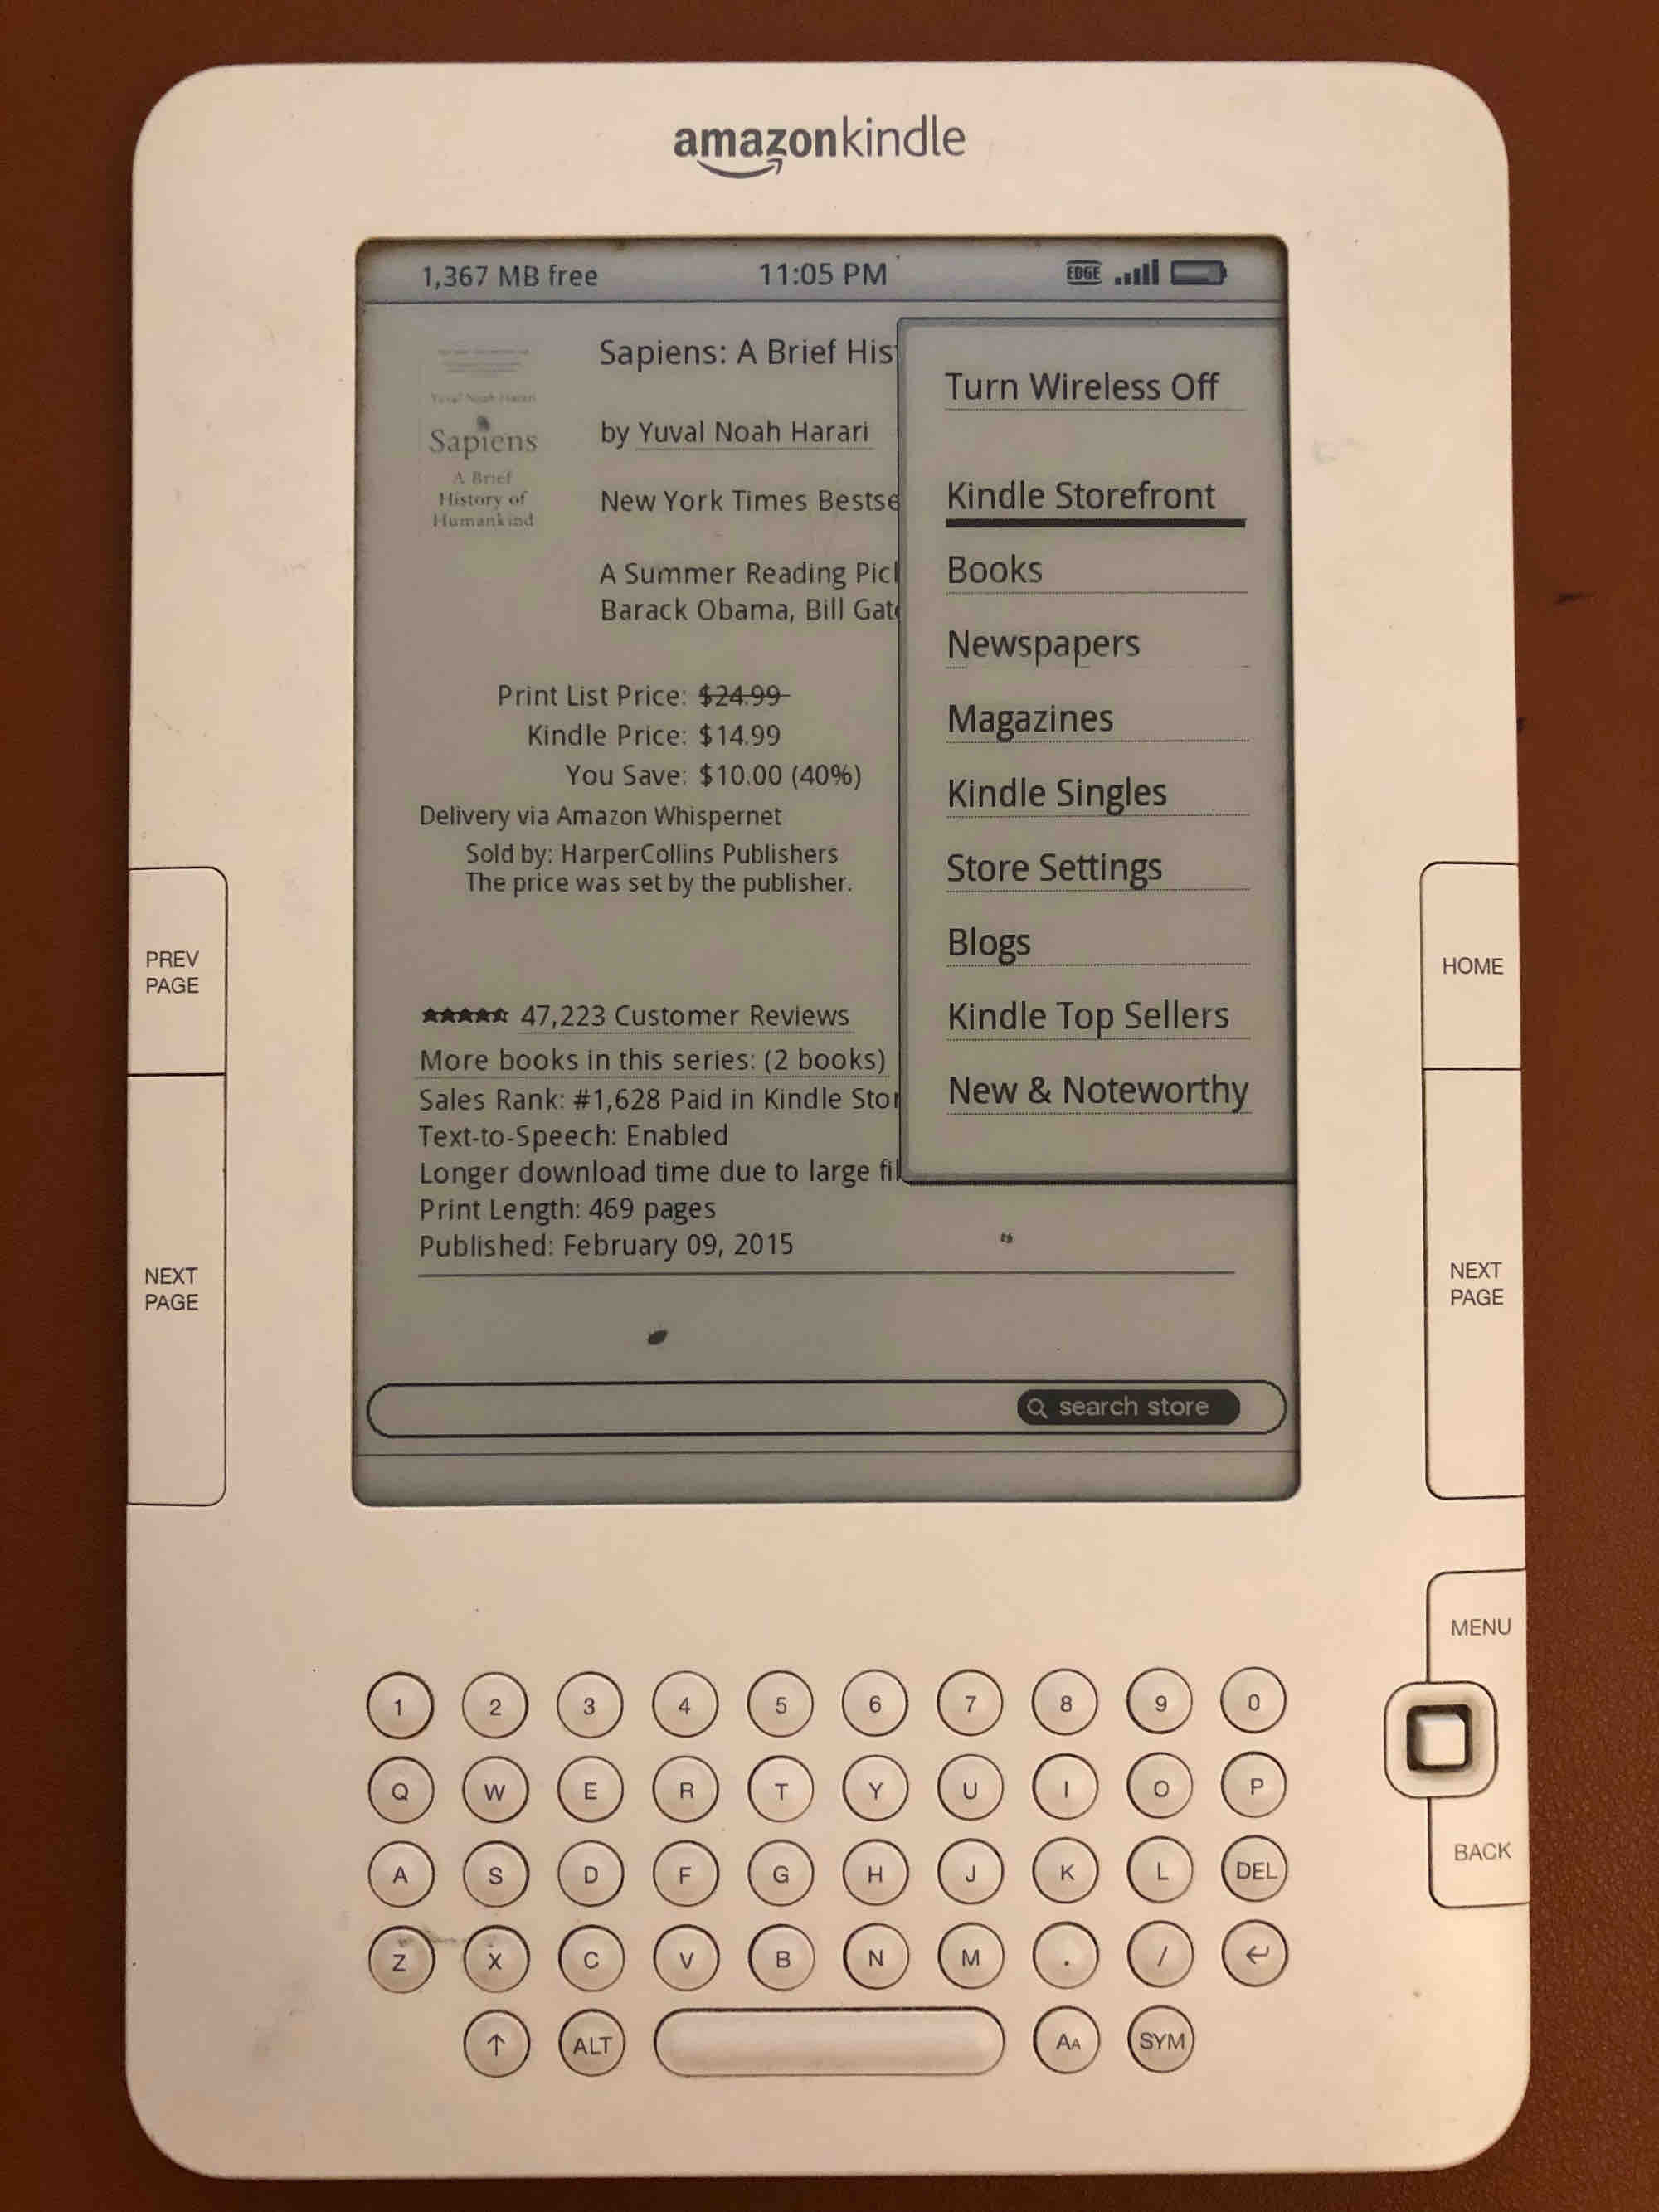 amazonkindle
1,367 MB free 11:05 PM EDGE
Sapiens: A Brief His
by Yuval Noah Harari
New York Times Bestse
A Summer Reading Pic
Barack Obama, Bill Gat
Yuval Noah Harari
Sapiens
A Brief
History of
Humankind
Print List Price: $24.99
Kindle Price: $14.99
You Save: $10.00 (40%)
Delivery via Amazon Whispernet
Sold by: HarperCollins Publishers
The price was set by the publisher.
47,223 Customer Reviews
More books in this series: (2 books)
Sales Rank: #1,628 Paid in Kindle Stor
Text-to-Speech: Enabled
Longer download time due to large fil
Print Length: 469 pages
Published: February 09, 2015
Turn Wireless Off
Kindle Storefront
Books
Newspapers
Magazines
Kindle Singles
Store Settings
Blogs
Kindle Top Sellers
New & Noteworthy
search store
PREV
PAGE
NEXT
PAGE
HOME
NEXT
PAGE
MENU
BACK
1 2 3 4 5 6 7 8 9 0
Q W E R T Y U I O P
A S D F G H J K L DEL
Z X C V B N M . / ↵
↑ ALT AA SYM